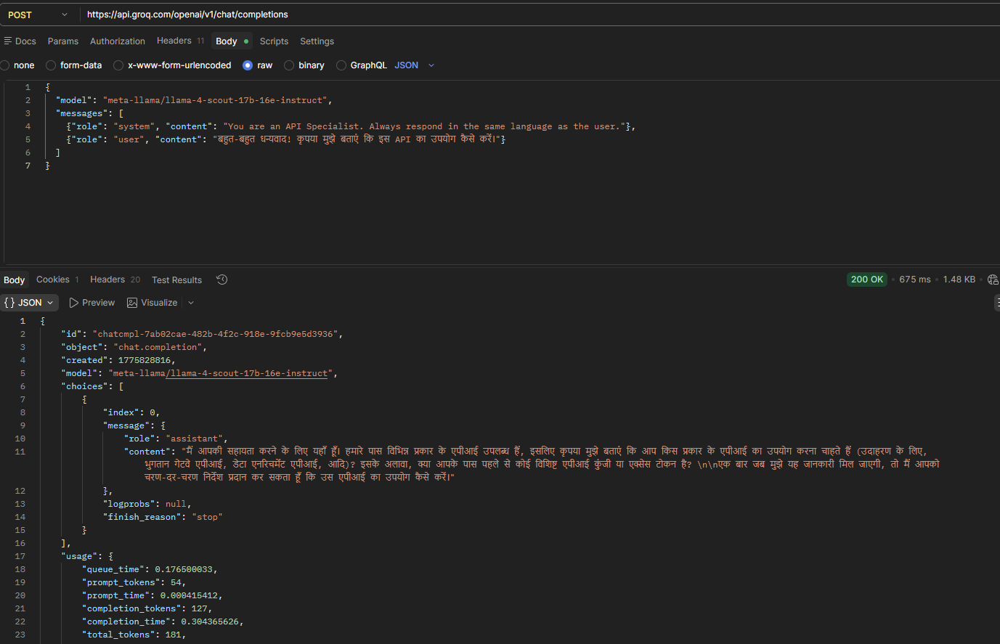 POST https://api.groq.com/openai/v1/chat/completions
Docs Params Authorization Headers 11 Body Scripts Settings
none form-data x-www-form-urlencoded raw binary GraphQL JSON
1 {
2 "model": "meta-llama/llama-4-scout-17b-16e-instruct",
3 "messages": [
4 {"role": "system", "content": "You are an API Specialist. Always respond in the same language as the user."},
5 {"role": "user", "content": "बहुत-बहुत धन्यवाद! कृपया मुझे बताएं कि इस API का उपयोग कैसे करें।"}
6 ]
7 }
Body Cookies 1 Headers 20 Test Results 200 OK • 675 ms • 1.48 KB •
{} JSON Preview Visualize
1 {
2 "id": "chatcmpl-7ab02cae-482b-4f2c-918e-9fcb9e5d3936",
3 "object": "chat.completion",
4 "created": 1775828816,
5 "model": "meta-llama/llama-4-scout-17b-16e-instruct",
6 "choices": [
7 {
8 "index": 0,
9 "message": {
10 "role": "assistant",
11 "content": "मैं आपकी सहायता करने के लिए यहाँ हूँ। हमारे पास विभिन्न प्रकार के एपीआई उपलब्ध हैं, इसलिए कृपया मुझे बताएं कि आप किस प्रकार के एपीआई का उपयोग करना चाहते हैं (उदाहरण के लिए,
भुगतान गेटवे एपीआई, डेटा एनरिचमेंट एपीआई, आदि)? इसके अलावा, क्या आपके पास पहले से कोई विशिष्ट एपीआई कुंजी या एक्सेस टोकन है? \n\nएक बार जब मुझे यह जानकारी मिल जाएगी, तो मैं आपको
चरण-दर-चरण निर्देश प्रदान कर सकता हूँ कि उस एपीआई का उपयोग कैसे करें।"
12 },
13 "logprobs": null,
14 "finish_reason": "stop"
15 }
16 ],
17 "usage": {
18 "queue_time": 0.176500033,
19 "prompt_tokens": 54,
20 "prompt_time": 0.000415412,
21 "completion_tokens": 127,
22 "completion_time": 0.304365626,
23 "total_tokens": 181,